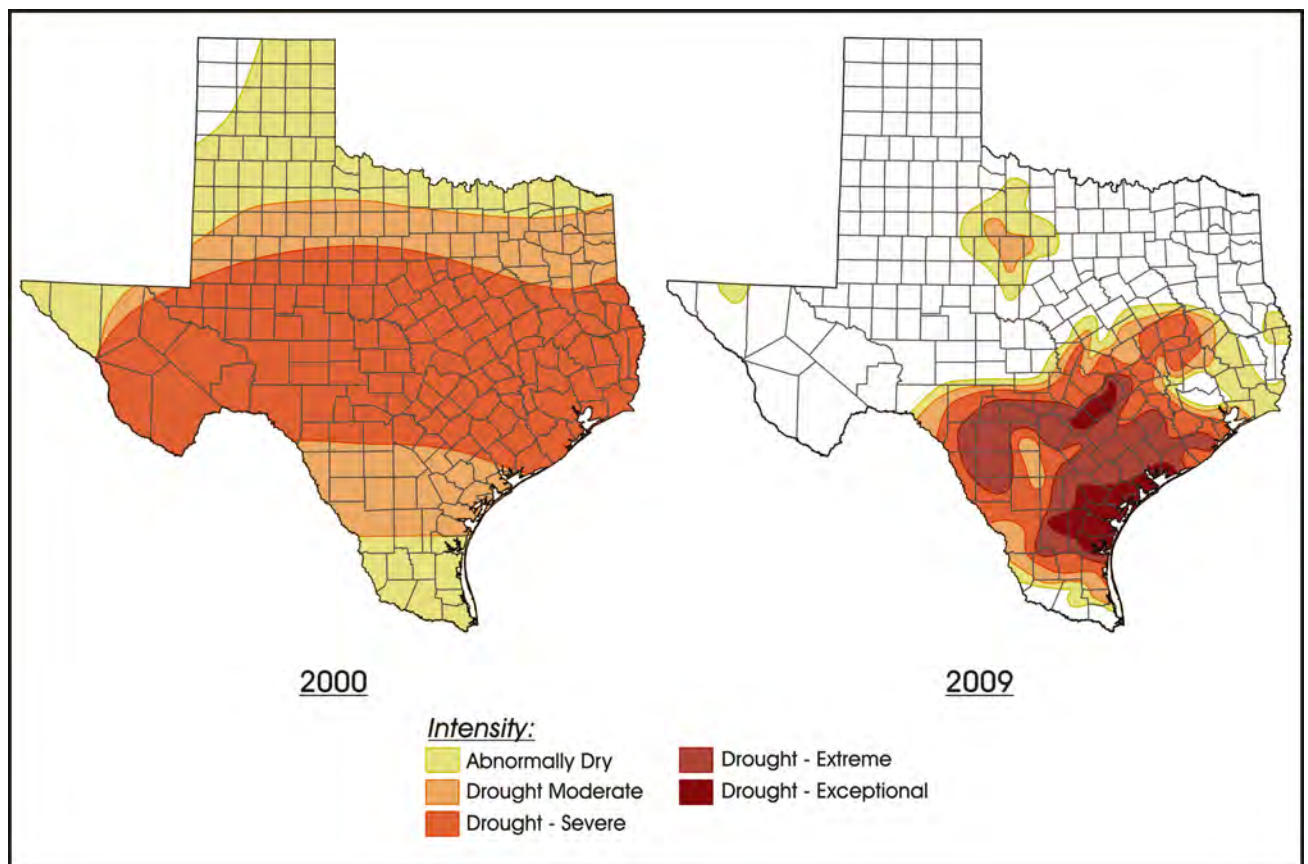 2000
2009
Intensity:
Abnormally Dry
Drought Moderate
Drought - Severe
Drought - Extreme
Drought - Exceptional